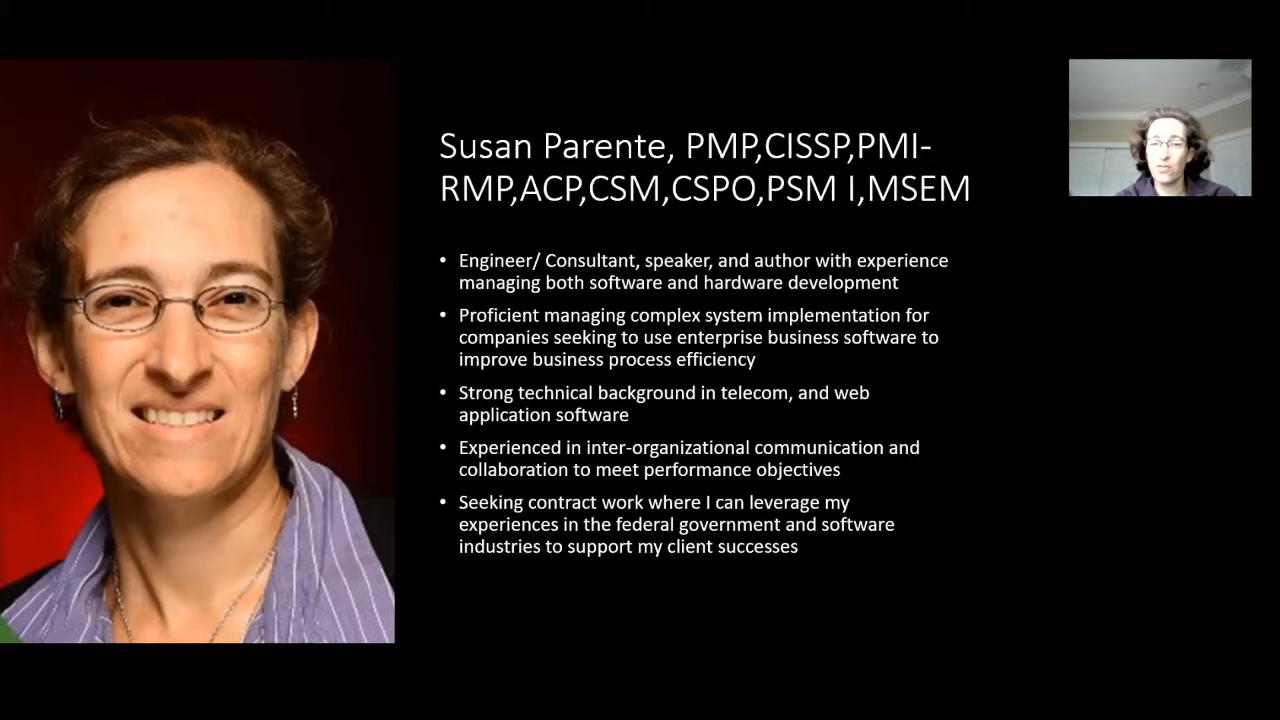 Susan Parente, PMP,CISSP,PMI-
RMP,ACP,CSM,CSPO,PSM I,MSEM
• Engineer/ Consultant, speaker, and author with experience
managing both software and hardware development
• Proficient managing complex system implementation for
companies seeking to use enterprise business software to
improve business process efficiency
• Strong technical background in telecom, and web
application software
• Experienced in inter-organizational communication and
collaboration to meet performance objectives
• Seeking contract work where I can leverage my
experiences in the federal government and software
industries to support my client successes